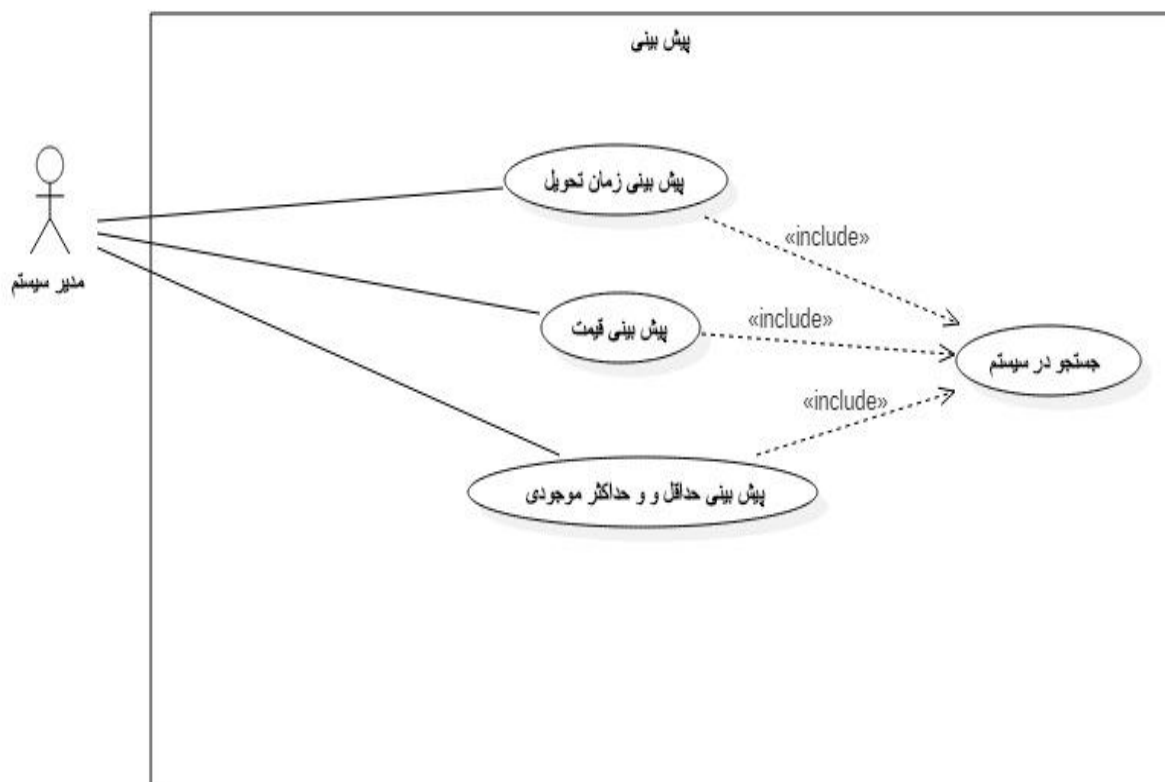 پیش بینی
پیش بینی زمان تحویل
«include»
مدیر سیستم
پیش بینی قیمت
«include»
جستجو در سیستم
«include»
پیش بینی حداقل و و حداکثر موجودی